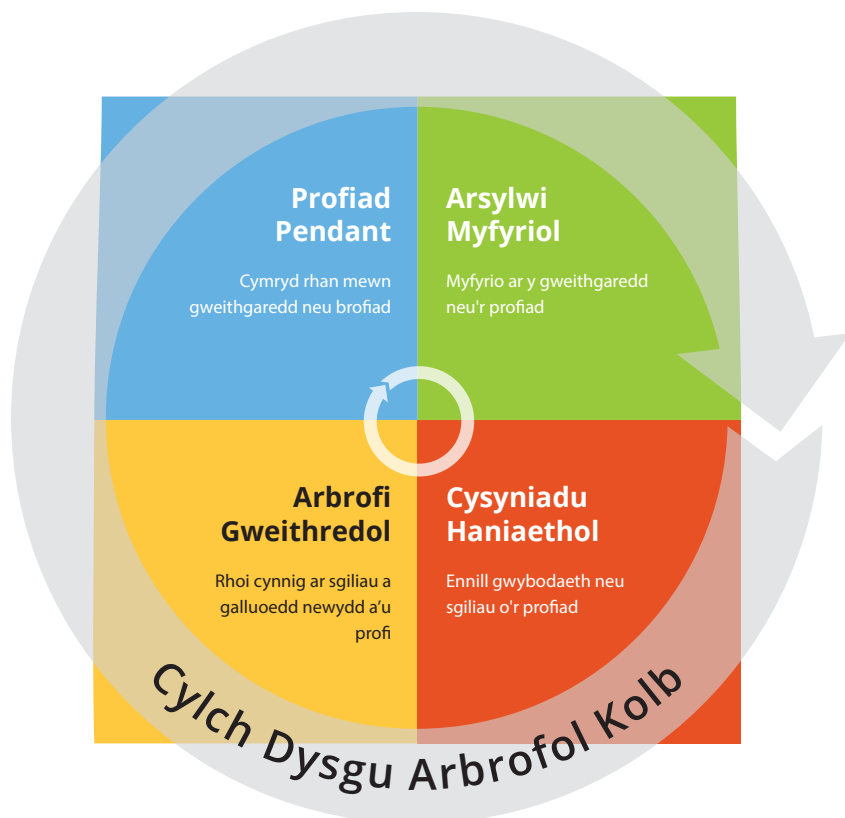 Profiad
Pendant
Cymryd rhan mewn
gweithgaredd neu brofiad
Arsylwi
Myfyriol
Myfyrio ar y gweithgaredd
neu'r profiad
Arbrofi
Gweithredol
Rhoi cynnig ar sgiliau a
galluoedd newydd a'u
profi
Cysyniadu
Haniaethol
Ennill gwybodaeth neu
sgiliau o'r profiad
Cylch Dysgu Arbrofol Kolb